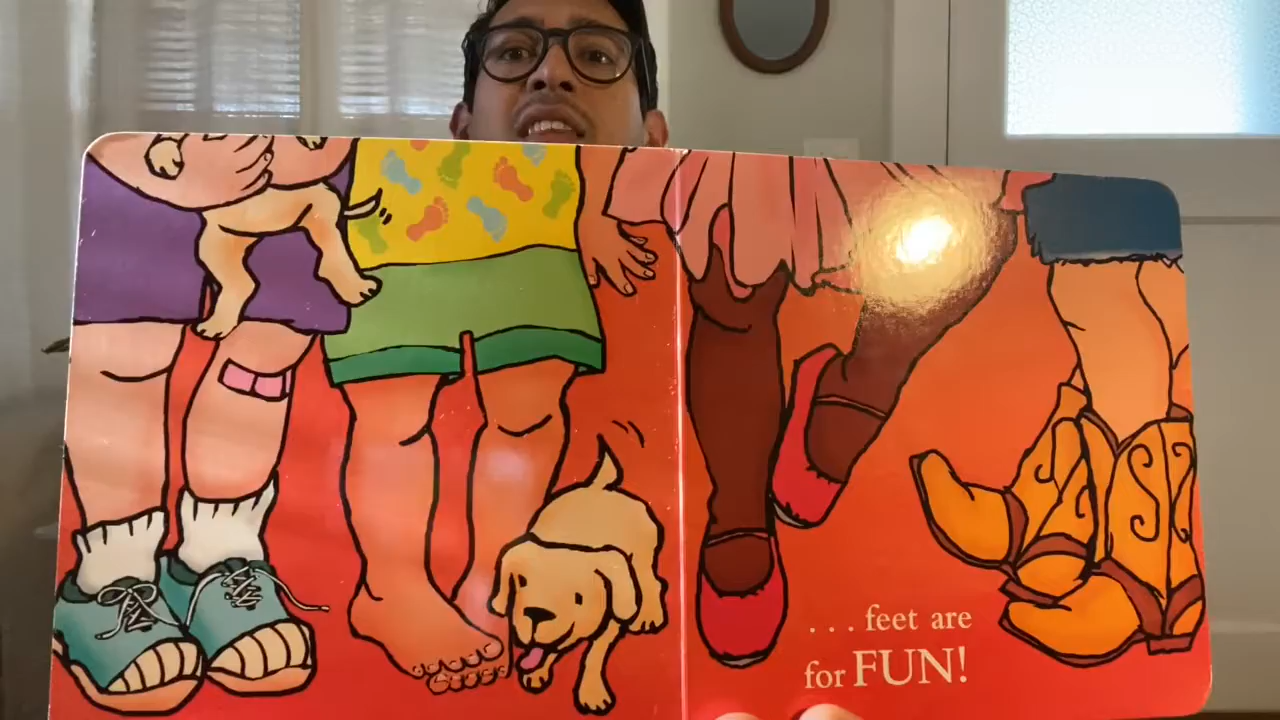 . . . feet are
for FUN!